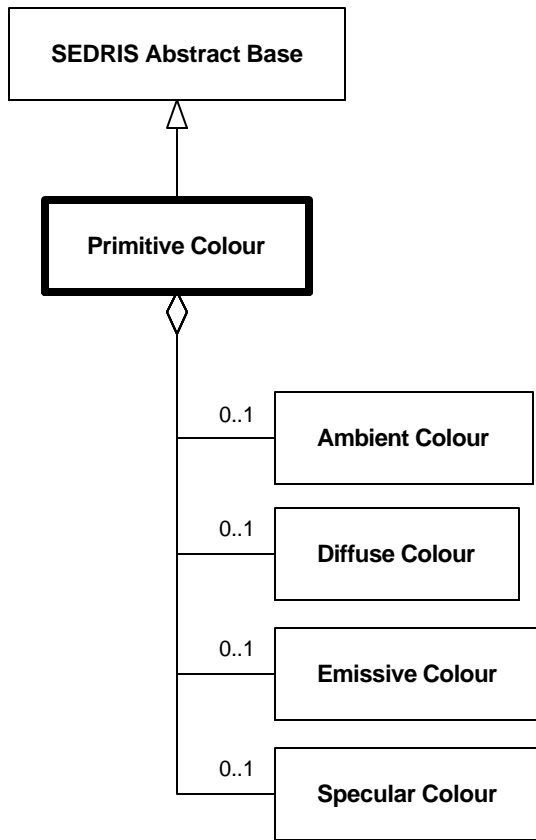 SEDRIS Abstract Base
Primitive Colour
0..1
Ambient Colour
0..1
Diffuse Colour
0..1
Emissive Colour
0..1
Specular Colour